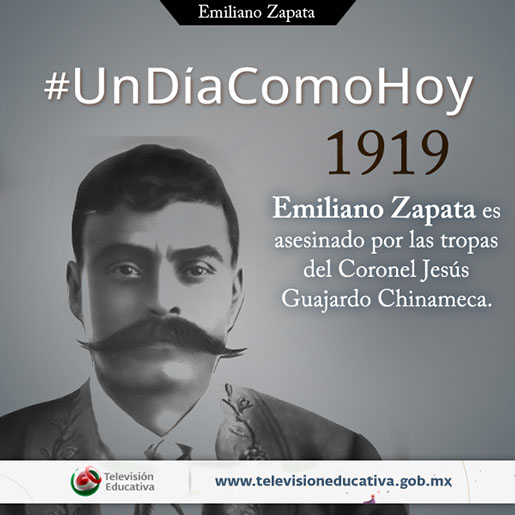 Emiliano Zapata
#UnDíaComoHoy
1919
Emiliano Zapata es
asesinado por las tropas
del Coronel Jesús
Guajardo Chinameca.
Televisión
Educativa
www.televisioneducativa.gob.mx